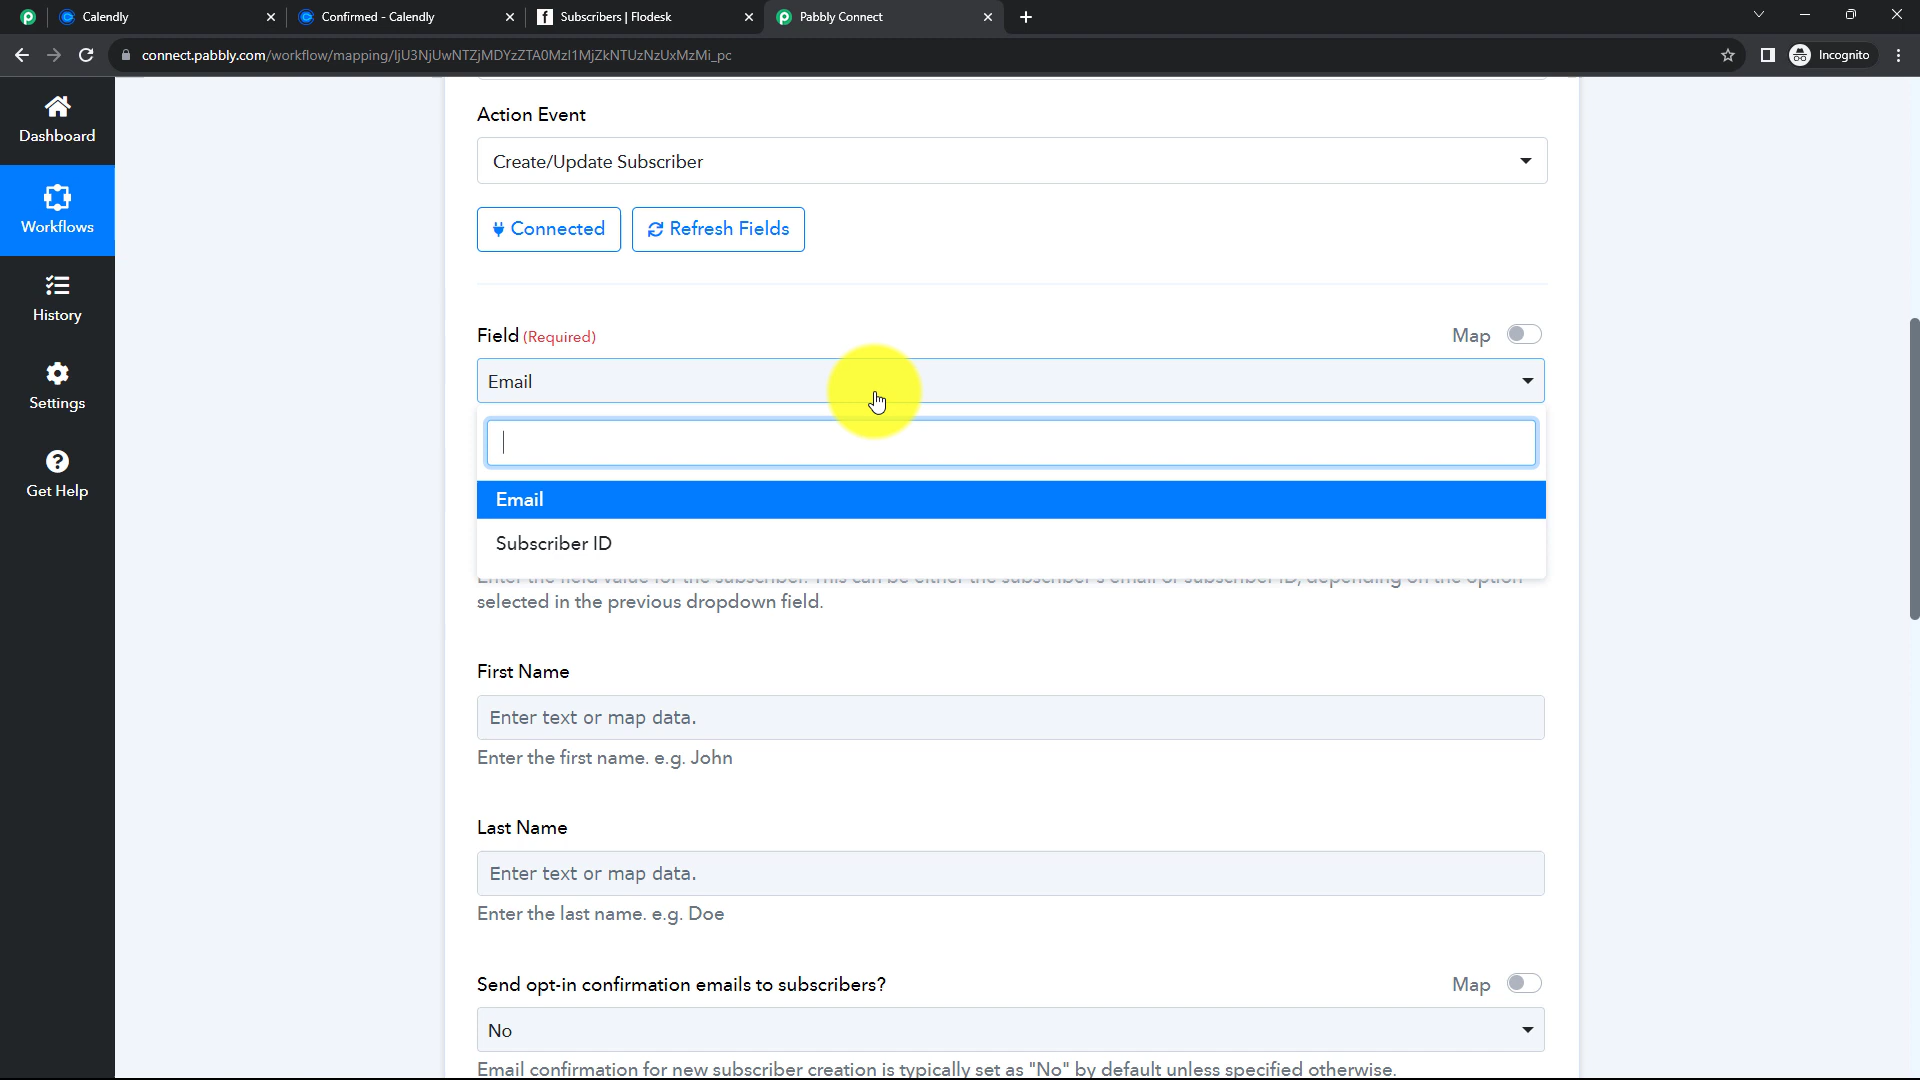 Calendly
Confirmed - Calendly
Subscribers | Flodesk
Pabbly Connect
connect.pabbly.com/workflow/mapping/IjU3NjUwNTZjMDYzZTA0MzI1MjZkNTUzNzUxMzMi_pc
Incognito
Dashboard
Workflows
History
Settings
Get Help
Action Event
Create/Update Subscriber
Connected
Refresh Fields
Field (Required)
Map
Email
Email
Subscriber ID
Enter the field value for the subscriber. This can be either the subscriber's email or subscriber ID, depending on the option
selected in the previous dropdown field.
First Name
Enter text or map data.
Enter the first name. e.g. John
Last Name
Enter text or map data.
Enter the last name. e.g. Doe
Send opt-in confirmation emails to subscribers?
Map
No
Email confirmation for new subscriber creation is typically set as "No" by default unless specified otherwise.